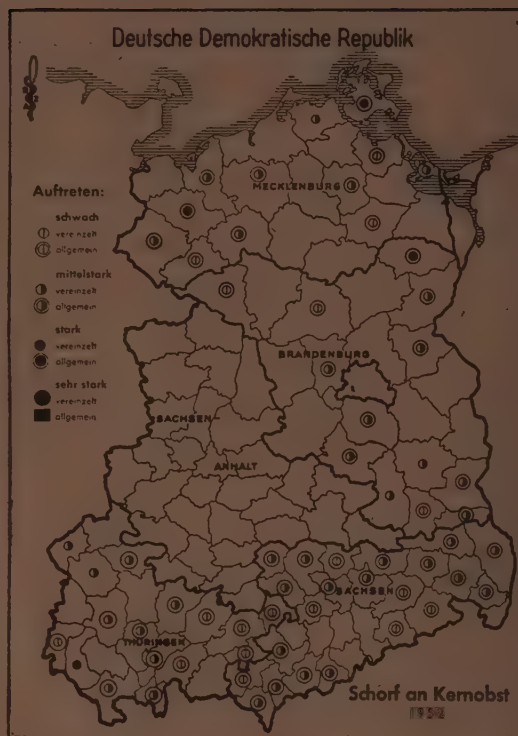 Deutsche Demokratische Republik
MECKLENBURG
Auftreten:
schwach
vereinzelt
allgemein
mittelstark
vereinzelt
allgemein
stark
vereinzelt
allgemein
sehr stark
vereinzelt
allgemein
BRANDENBURG
SACHSEN
ANHALT
SACHSEN
THÜRINGEN
Schorf an Kernobst